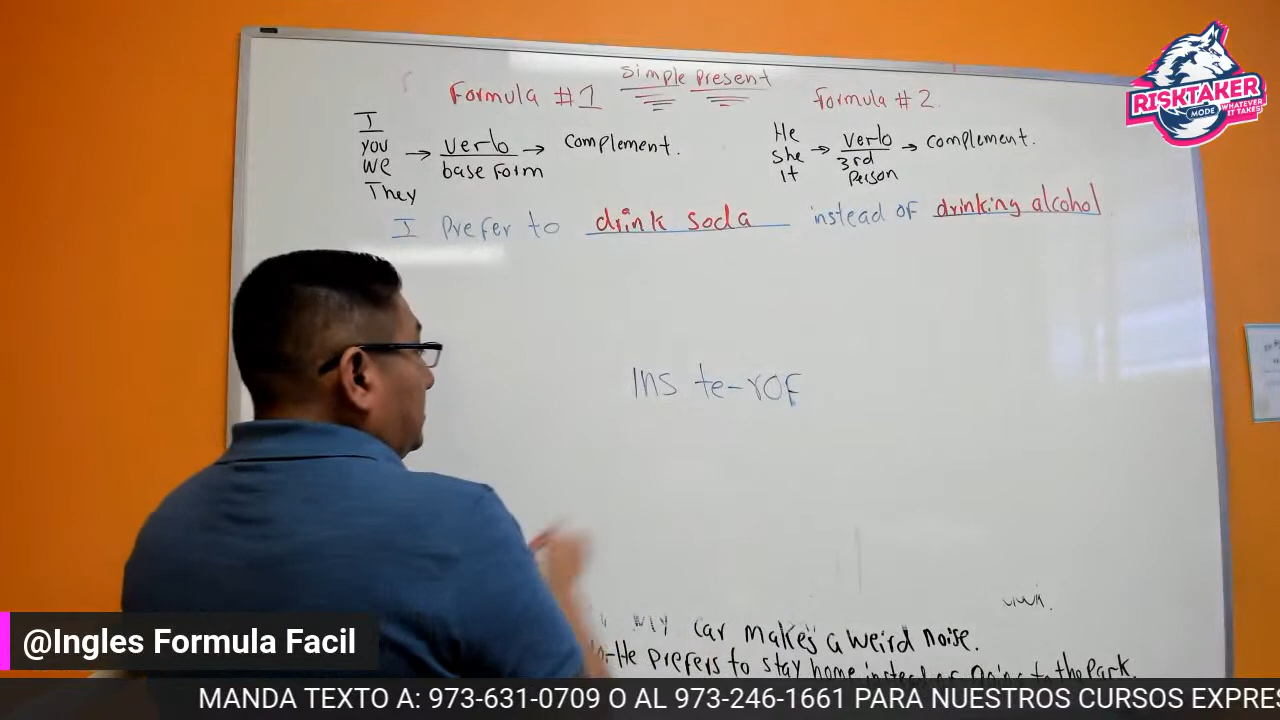 RISKTAKER
MODE
WHATEVER
IT TAKES
simple present
Formula #1
Formula # 2.
I
you
we
They
→ verb → complement.
base Form
He
she
it
→ verb → complement.
3rd
Person
I prefer to drink soda instead of drinking alcohol
Ins te-rof
my car makes a weird noise.
He prefers to stay home instead of going to the park.
@Ingles Formula Facil
MANDA TEXTO A: 973-631-0709 O AL 973-246-1661 PARA NUESTROS CURSOS EXPRES